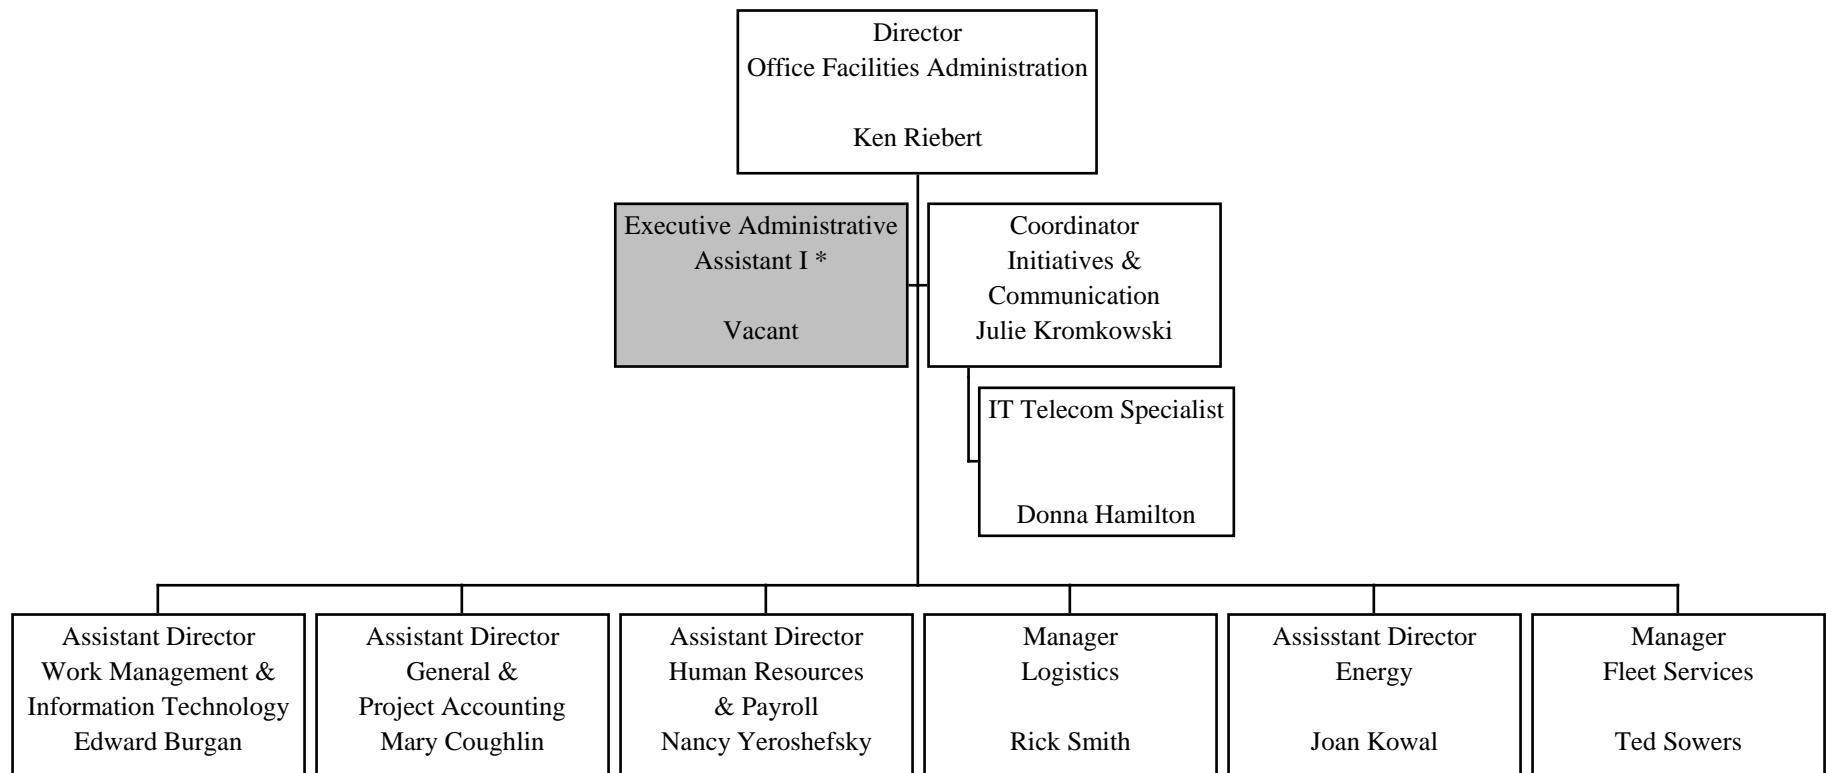 Director
Office Facilities Administration
Ken Riebert
Executive Administrative
Assistant I *
Vacant
Coordinator
Initiatives &
Communication
Julie Kromkowski
IT Telecom Specialist
Donna Hamilton
Assistant Director
Work Management &
Information Technology
Edward Burgan
Assistant Director
General &
Project Accounting
Mary Coughlin
Assistant Director
Human Resources
& Payroll
Nancy Yeroshefsky
Manager
Logistics
Rick Smith
Assisstant Director
Energy
Joan Kowal
Manager
Fleet Services
Ted Sowers